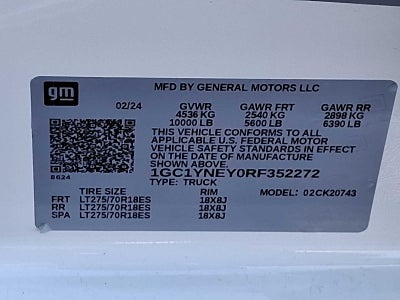 gm
MFD BY GENERAL MOTORS LLC
02/24 GVWR GAWR FRT GAWR RR
4536 KG 2540 KG 2898 KG
10000 LB 5600 LB 6390 LB
THIS VEHICLE CONFORMS TO ALL
APPLICABLE U.S. FEDERAL MOTOR
VEHICLE SAFETY STANDARDS IN EFFECT
ON THE DATE OF MANUFACTURE
SHOWN ABOVE.
1GC1YNEY0RF352272
TYPE: TRUCK
8624
TIRE SIZE RIM MODEL: 02CK20743
FRT LT275/70R18ES 18X8J
RR LT275/70R18ES 18X8J
SPA LT275/70R18ES 18X8J